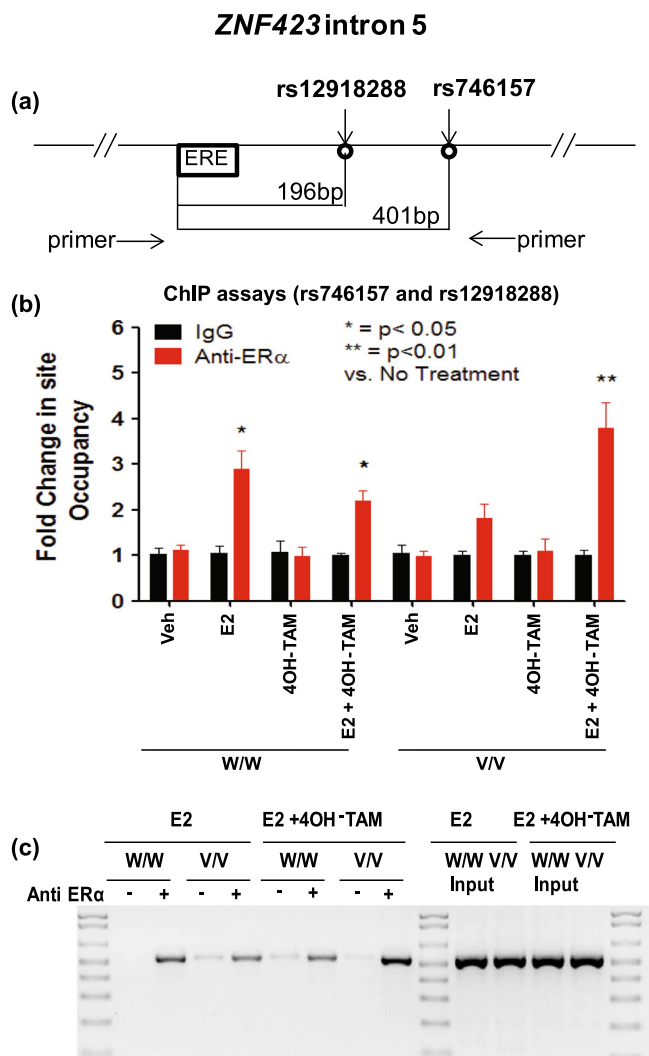 ZNF423 intron 5
(a)
rs12918288 rs746157
// //
ERE
196bp
401bp
primer primer
(b)
ChIP assays (rs746157 and rs12918288)
Fold Change in site
Occupancy
6
5
4
3
2
1
0
IgG
Anti-ERα
* = p< 0.05
** = p<0.01
vs. No Treatment
* * **
Veh E2 4OH-TAM E2 + 4OH-TAM Veh E2 4OH-TAM E2 + 4OH-TAM
W/W V/V
(c)
E2 E2 +4OH-TAM E2 E2 +4OH-TAM
W/W V/V W/W V/V W/W V/V W/W V/V
Input Input
Anti ERα - + - + - + - +